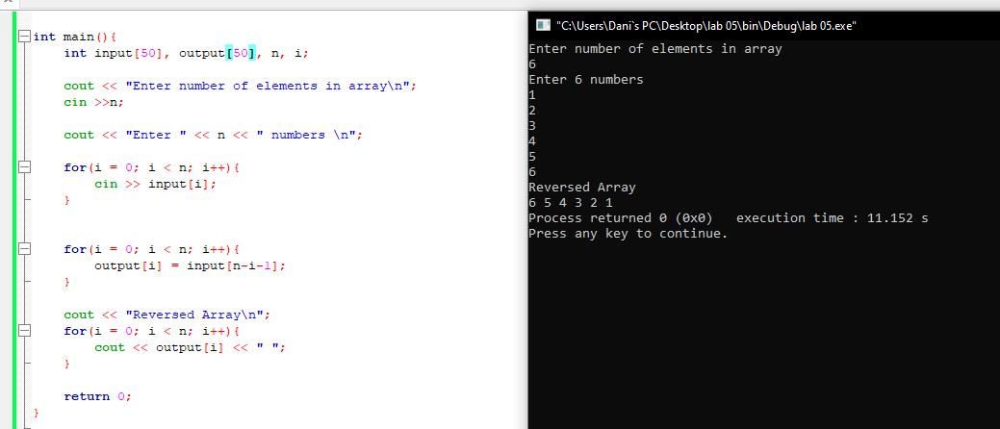 int main(){
int input[50], output[50], n, i;
cout << "Enter number of elements in array\n";
cin >>n;
cout << "Enter " << n << " numbers \n";
for(i = 0; i < n; i++){
cin >> input[i];
}
for(i = 0; i < n; i++){
output[i] = input[n-i-1];
}
cout << "Reversed Array\n";
for(i = 0; i < n; i++){
cout << output[i] << " ";
}
return 0;
}
"C:\Users\Dani`s PC\Desktop\lab 05\bin\Debug\lab 05.exe"
Enter number of elements in array
6
Enter 6 numbers
1
2
3
4
5
6
Reversed Array
6 5 4 3 2 1
Process returned 0 (0x0)   execution time : 11.152 s
Press any key to continue.